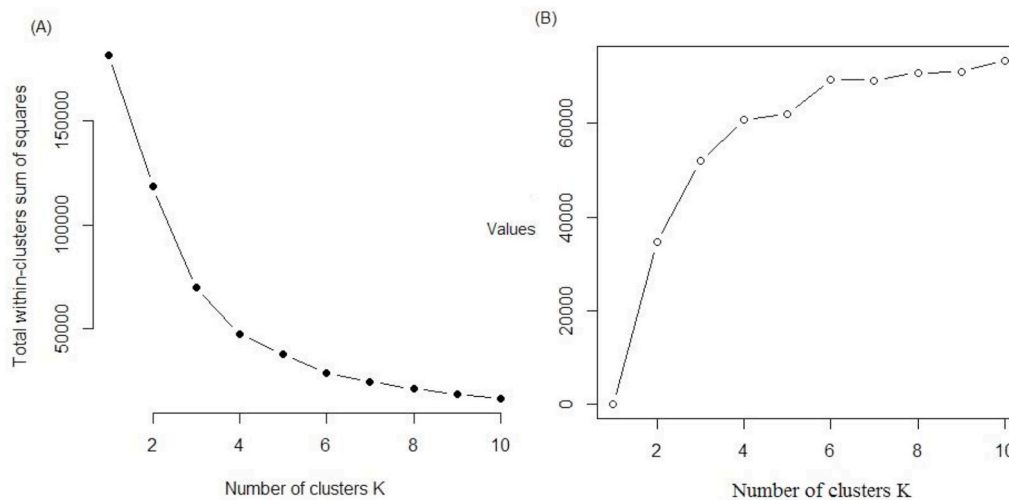 (A)
Total within-clusters sum of squares
150000
100000
50000
2 4 6 8 10
Number of clusters K
(B)
Values
60000
40000
20000
0
2 4 6 8 10
Number of clusters K